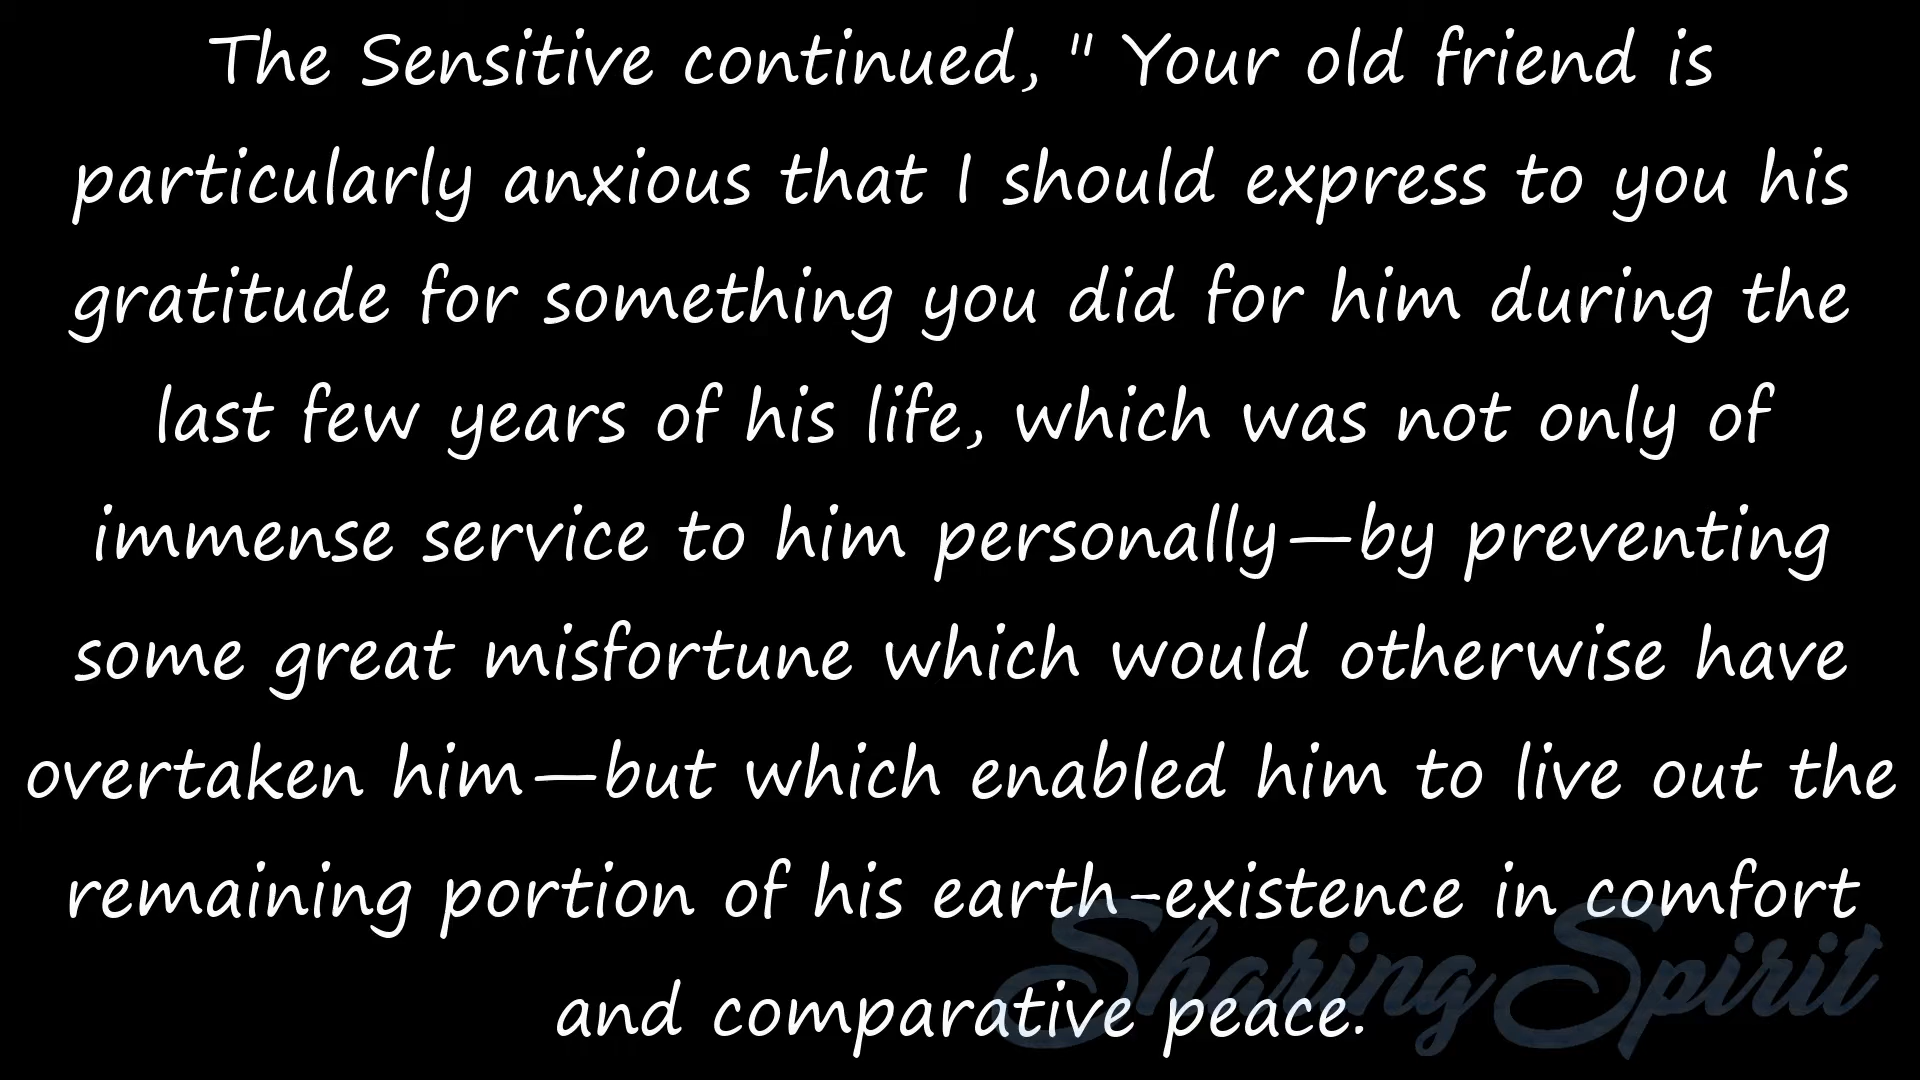 The Sensitive continued, " Your old friend is
particularly anxious that I should express to you his
gratitude for something you did for him during the
last few years of his life, which was not only of
immense service to him personally—by preventing
some great misfortune which would otherwise have
overtaken him—but which enabled him to live out the
remaining portion of his earth-existence in comfort
and comparative peace.
Sharing Spirit